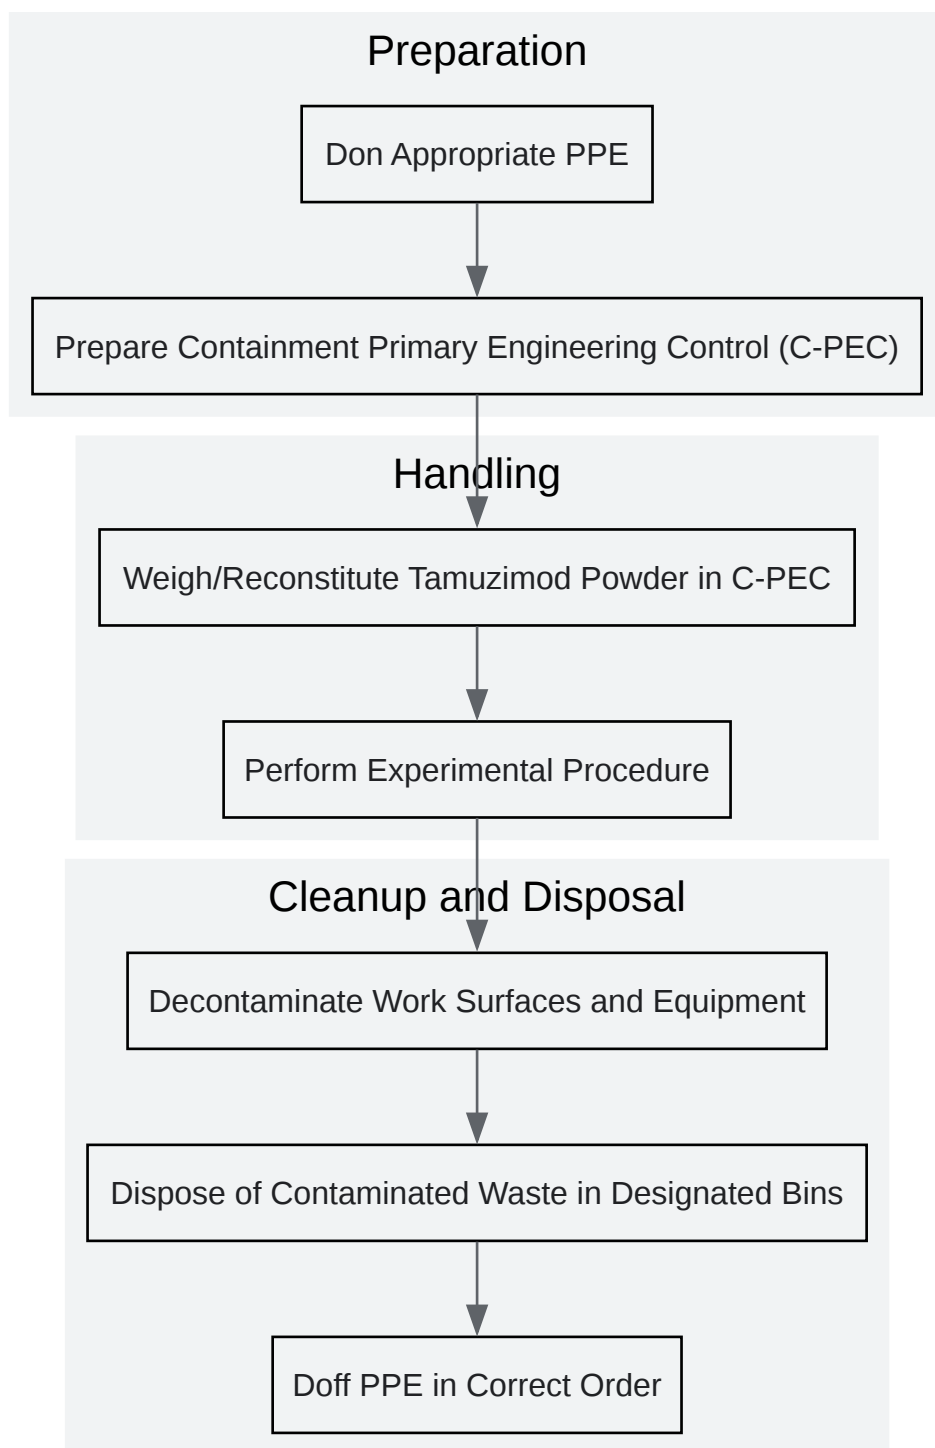 Preparation
Don Appropriate PPE
Prepare Containment Primary Engineering Control (C-PEC)
Handling
Weigh/Reconstitute Tamuzimod Powder in C-PEC
Perform Experimental Procedure
Cleanup and Disposal
Decontaminate Work Surfaces and Equipment
Dispose of Contaminated Waste in Designated Bins
Doff PPE in Correct Order